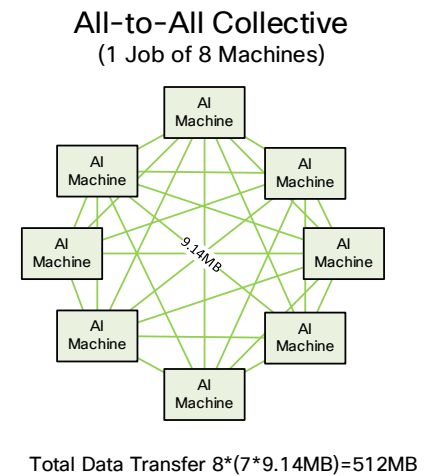 All-to-All Collective
(1 Job of 8 Machines)
AI
Machine
AI
Machine
AI
Machine
AI
Machine
9.14MB
AI
Machine
AI
Machine
AI
Machine
AI
Machine
Total Data Transfer 8*(7*9.14MB)=512MB